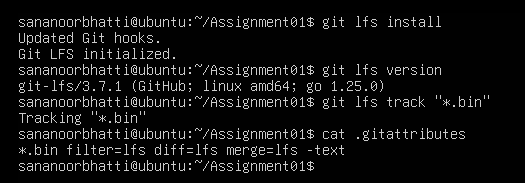 sananoorbhatti@ubuntu:~/Assignment01$ git lfs install
Updated Git hooks.
Git LFS initialized.
sananoorbhatti@ubuntu:~/Assignment01$ git lfs version
git-lfs/3.7.1 (GitHub; linux amd64; go 1.25.0)
sananoorbhatti@ubuntu:~/Assignment01$ git lfs track "*.bin"
Tracking "*.bin"
sananoorbhatti@ubuntu:~/Assignment01$ cat .gitattributes
*.bin filter=lfs diff=lfs merge=lfs -text
sananoorbhatti@ubuntu:~/Assignment01$